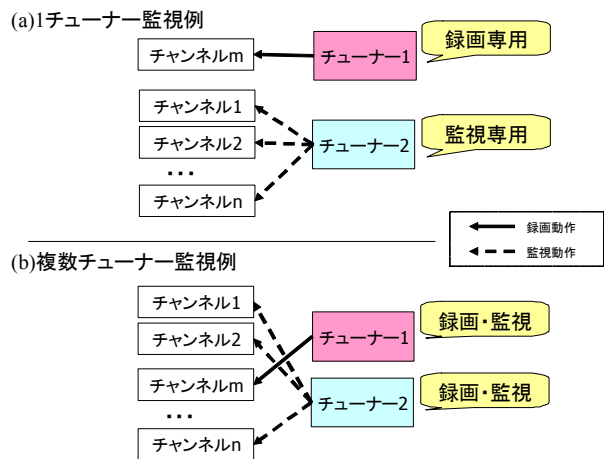 (a)1チューナー監視例
チャンネルm
チューナー1
録画専用
チャンネル1
チャンネル2
・・・
チャンネルn
チューナー2
監視専用
録画動作
監視動作
(b)複数チューナー監視例
チャンネル1
チャンネル2
チャンネルm
・・・
チャンネルn
チューナー1
録画・監視
チューナー2
録画・監視